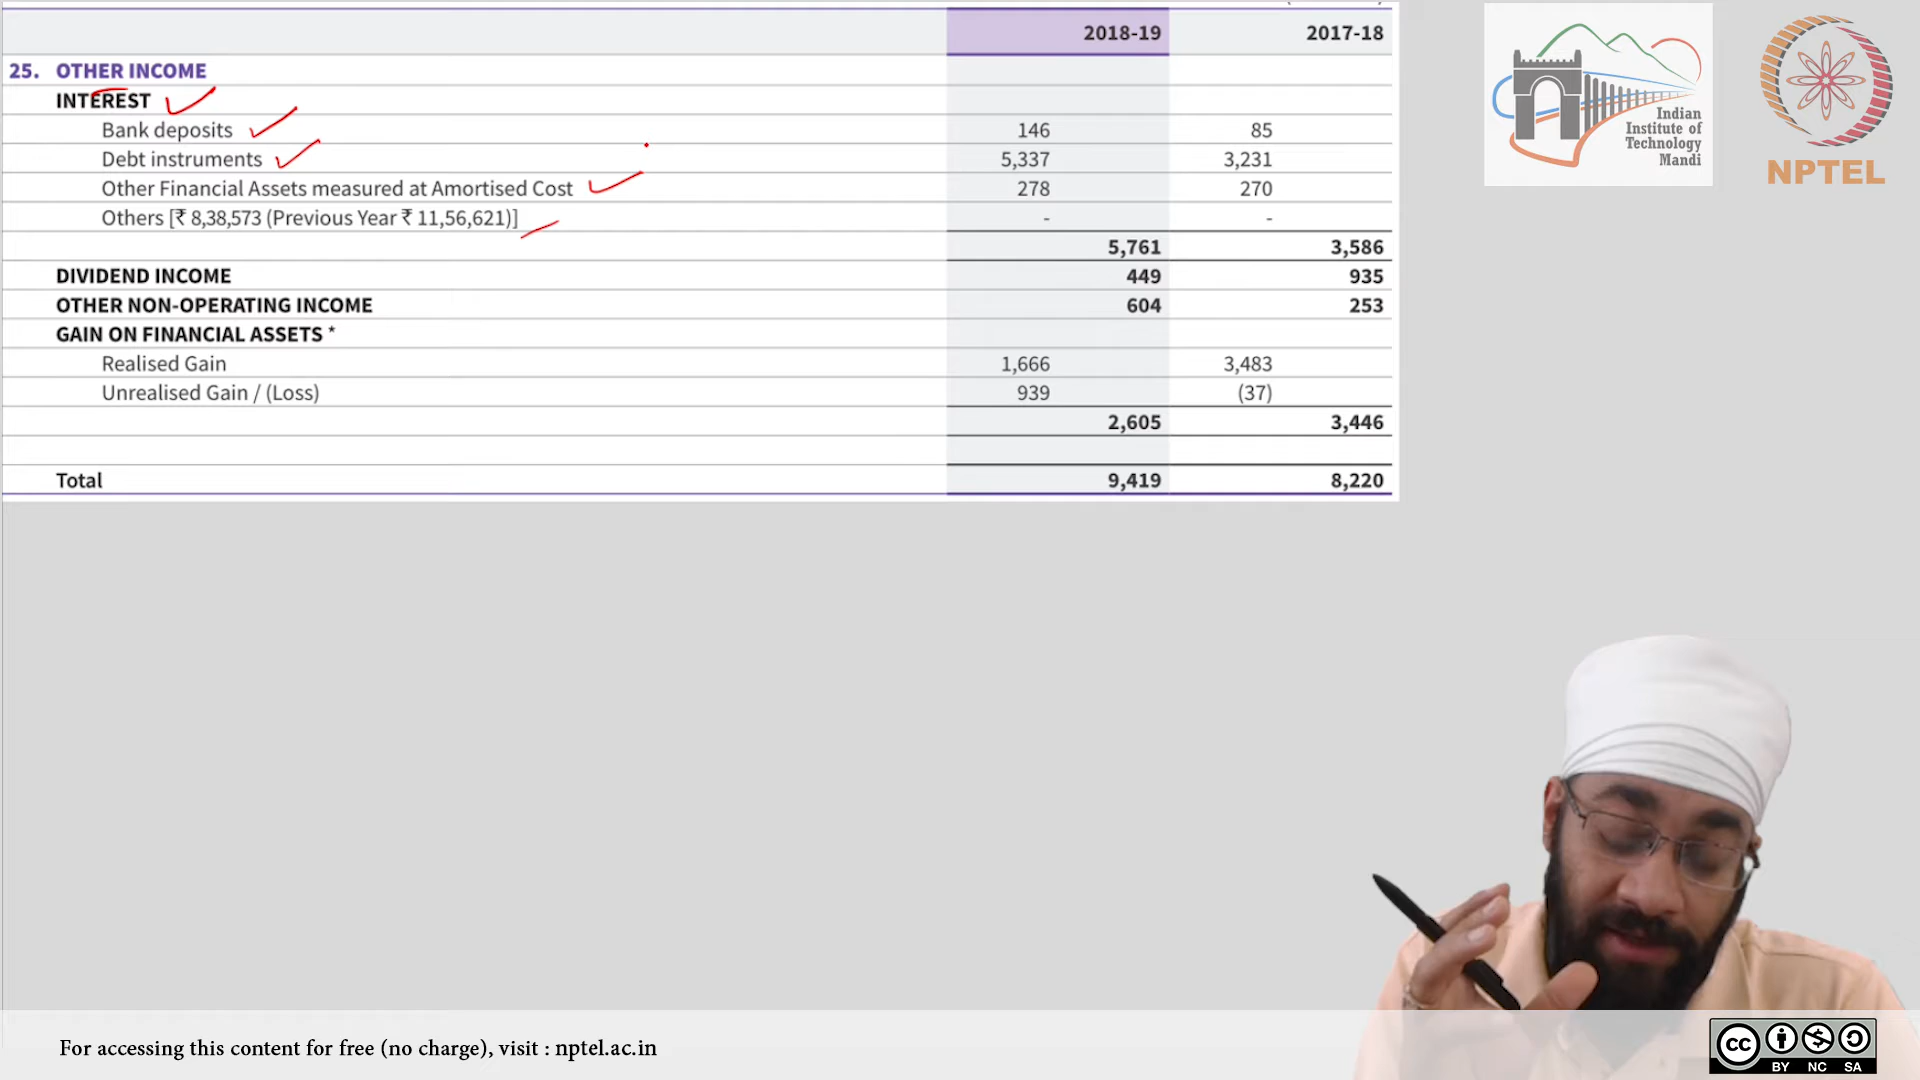 2018-19 2017-18
25. OTHER INCOME
INTEREST
Bank deposits 146 85
Debt instruments 5,337 3,231
Other Financial Assets measured at Amortised Cost 278 270
Others [₹ 8,38,573 (Previous Year ₹ 11,56,621)] - -
5,761 3,586
DIVIDEND INCOME 449 935
OTHER NON-OPERATING INCOME 604 253
GAIN ON FINANCIAL ASSETS *
Realised Gain 1,666 3,483
Unrealised Gain / (Loss) 939 (37)
2,605 3,446
Total 9,419 8,220
Indian
Institute of
Technology
Mandi
NPTEL
For accessing this content for free (no charge), visit : nptel.ac.in
CC BY NC SA